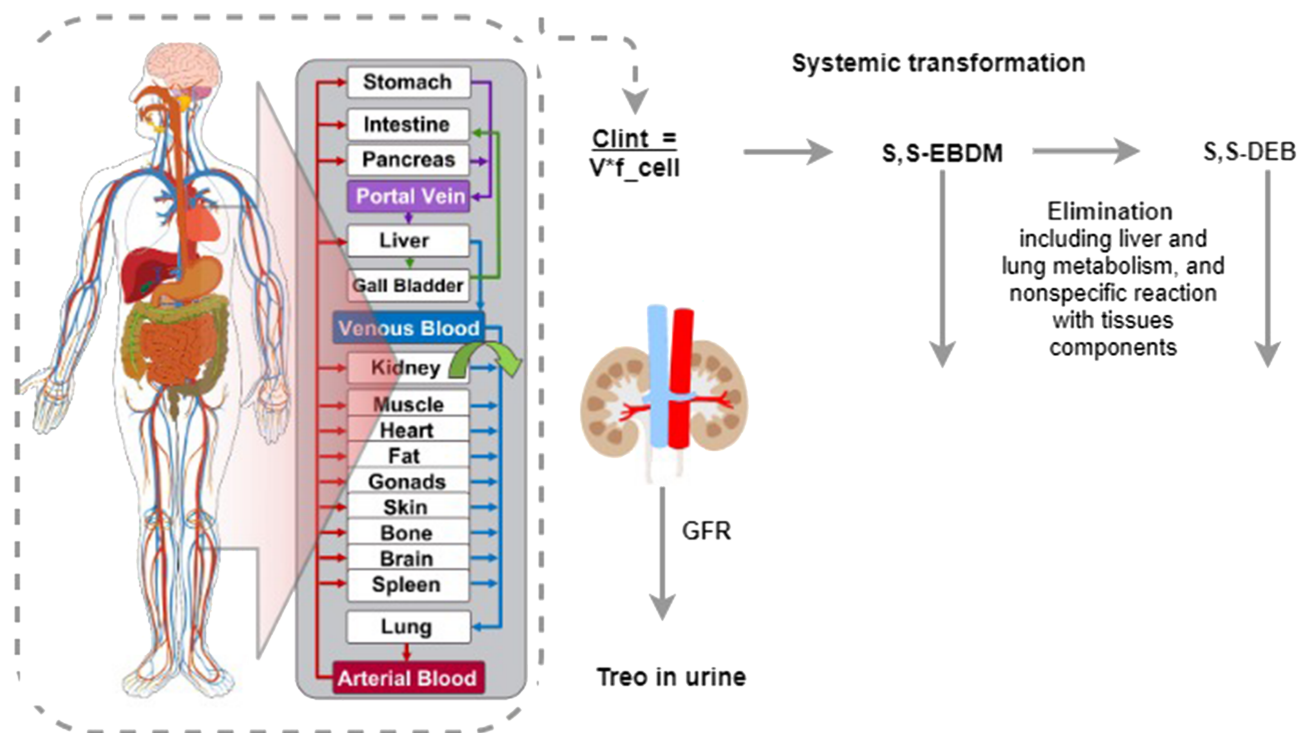 Stomach
Intestine
Pancreas
Portal Vein
Liver
Gall Bladder
Venous Blood
Kidney
Muscle
Heart
Fat
Gonads
Skin
Bone
Brain
Spleen
Lung
Arterial Blood
Systemic transformation
Clint =
V*f_cell
S,S-EBDM
S,S-DEB
Elimination
including liver and
lung metabolism, and
nonspecific reaction
with tissues
components
GFR
Treo in urine